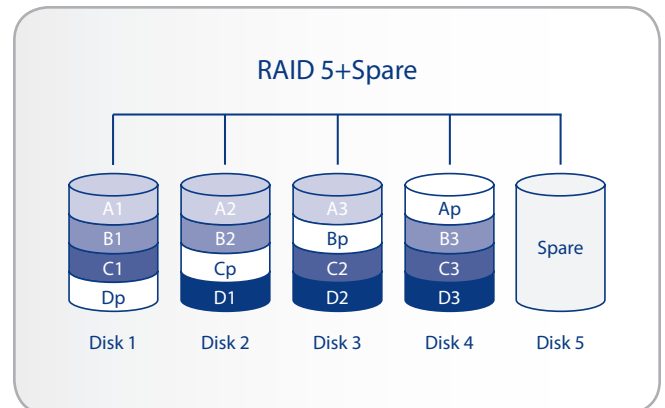 RAID 5+Spare
A1 A2 A3 Ap
B1 B2 Bp B3 Spare
C1 Cp C2 C3
Dp D1 D2 D3
Disk 1 Disk 2 Disk 3 Disk 4 Disk 5